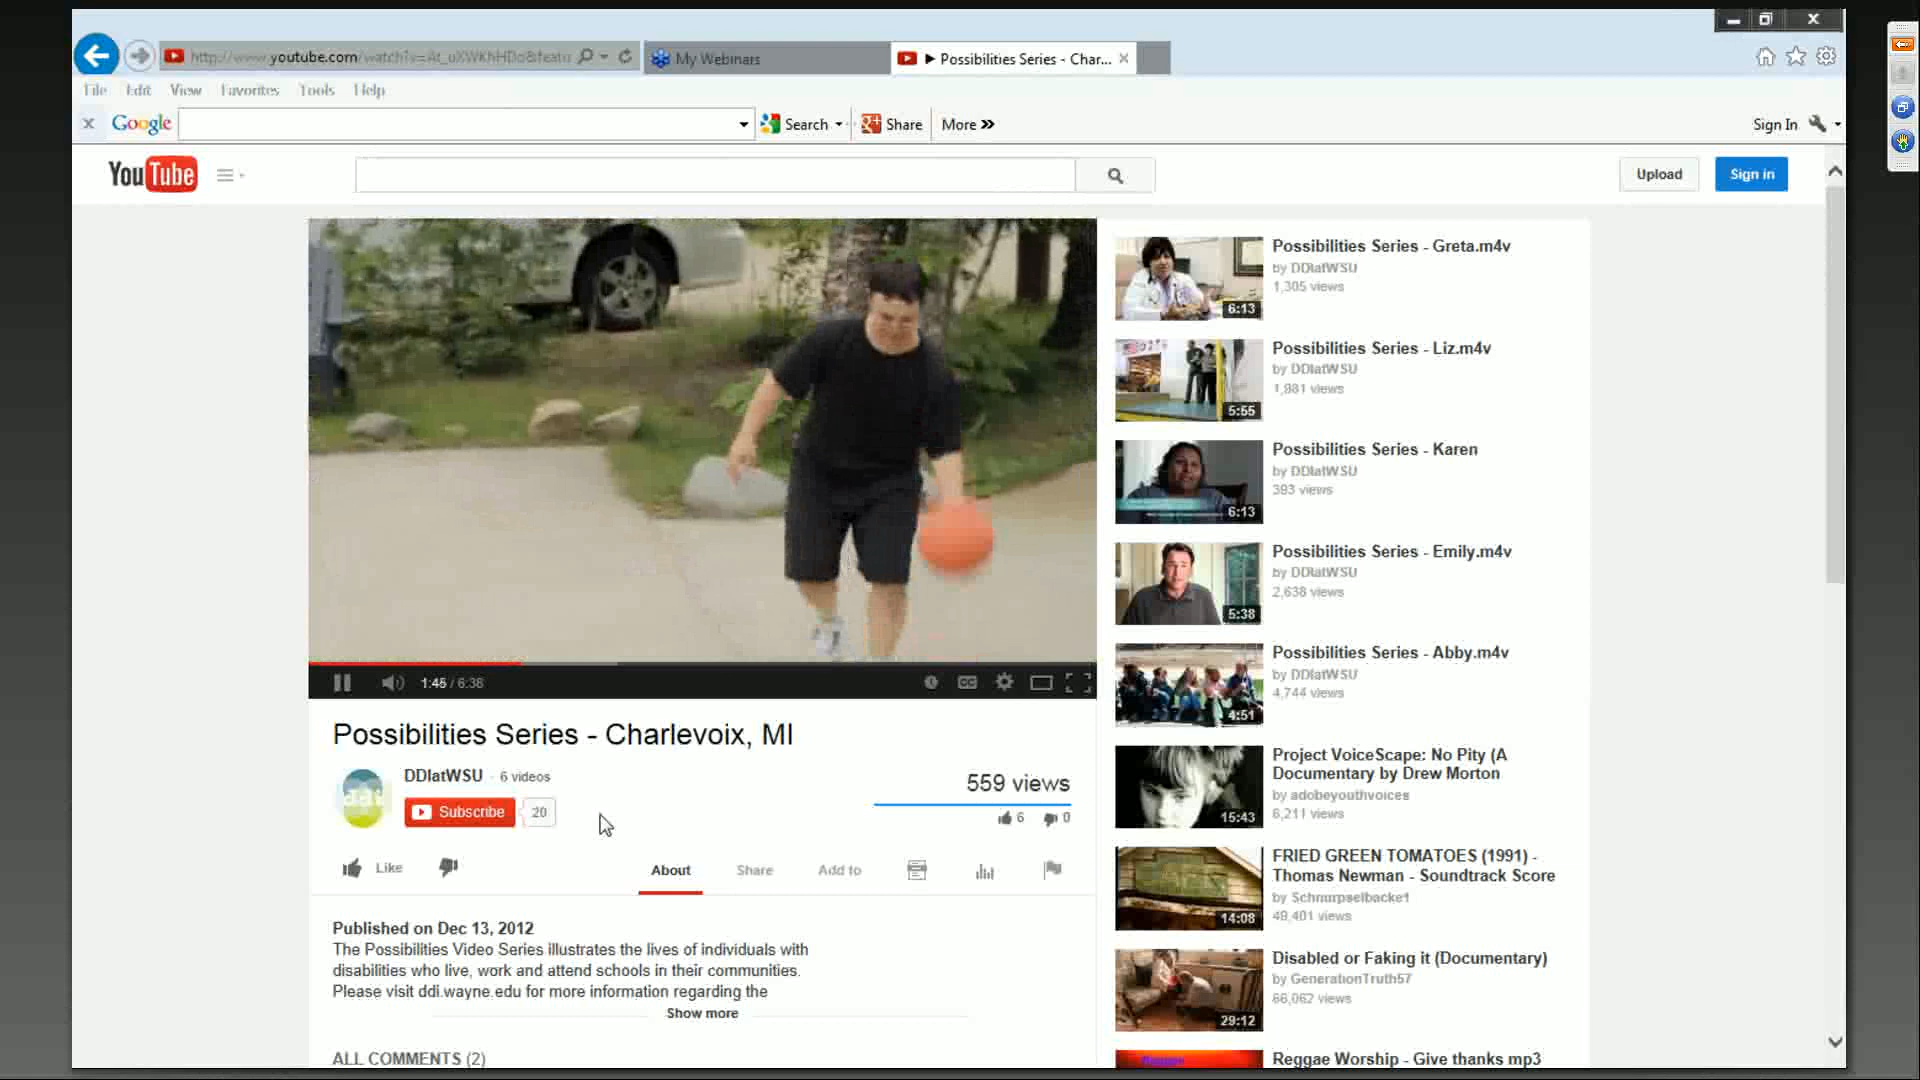 http://www.youtube.com/watch?v=At_uXWKhHDo&featu
My Webinars
Possibilities Series - Char...
File Edit View Favorites Tools Help
Google
Search
Share
More »
Sign In
YouTube
Upload
Sign in
1:45 / 6:38
CC
Possibilities Series - Charlevoix, MI
DDIatWSU · 6 videos
Subscribe 20
559 views
6 0
Like
About Share Add to
Published on Dec 13, 2012
The Possibilities Video Series illustrates the lives of individuals with
disabilities who live, work and attend schools in their communities.
Please visit ddi.wayne.edu for more information regarding the
Show more
ALL COMMENTS (2)
Possibilities Series - Greta.m4v
by DDIatWSU
1,305 views
6:13
Possibilities Series - Liz.m4v
by DDIatWSU
1,981 views
5:55
Possibilities Series - Karen
by DDIatWSU
393 views
6:13
Possibilities Series - Emily.m4v
by DDIatWSU
2,638 views
5:38
Possibilities Series - Abby.m4v
by DDIatWSU
4,744 views
4:51
Project VoiceScape: No Pity (A
Documentary by Drew Morton
by adobeyouthvoices
6,211 views
15:43
FRIED GREEN TOMATOES (1991) -
Thomas Newman - Soundtrack Score
by Schnurpselbacke1
49,401 views
14:08
Disabled or Faking it (Documentary)
by GenerationTruth57
66,062 views
29:12
Reggae Worship - Give thanks mp3